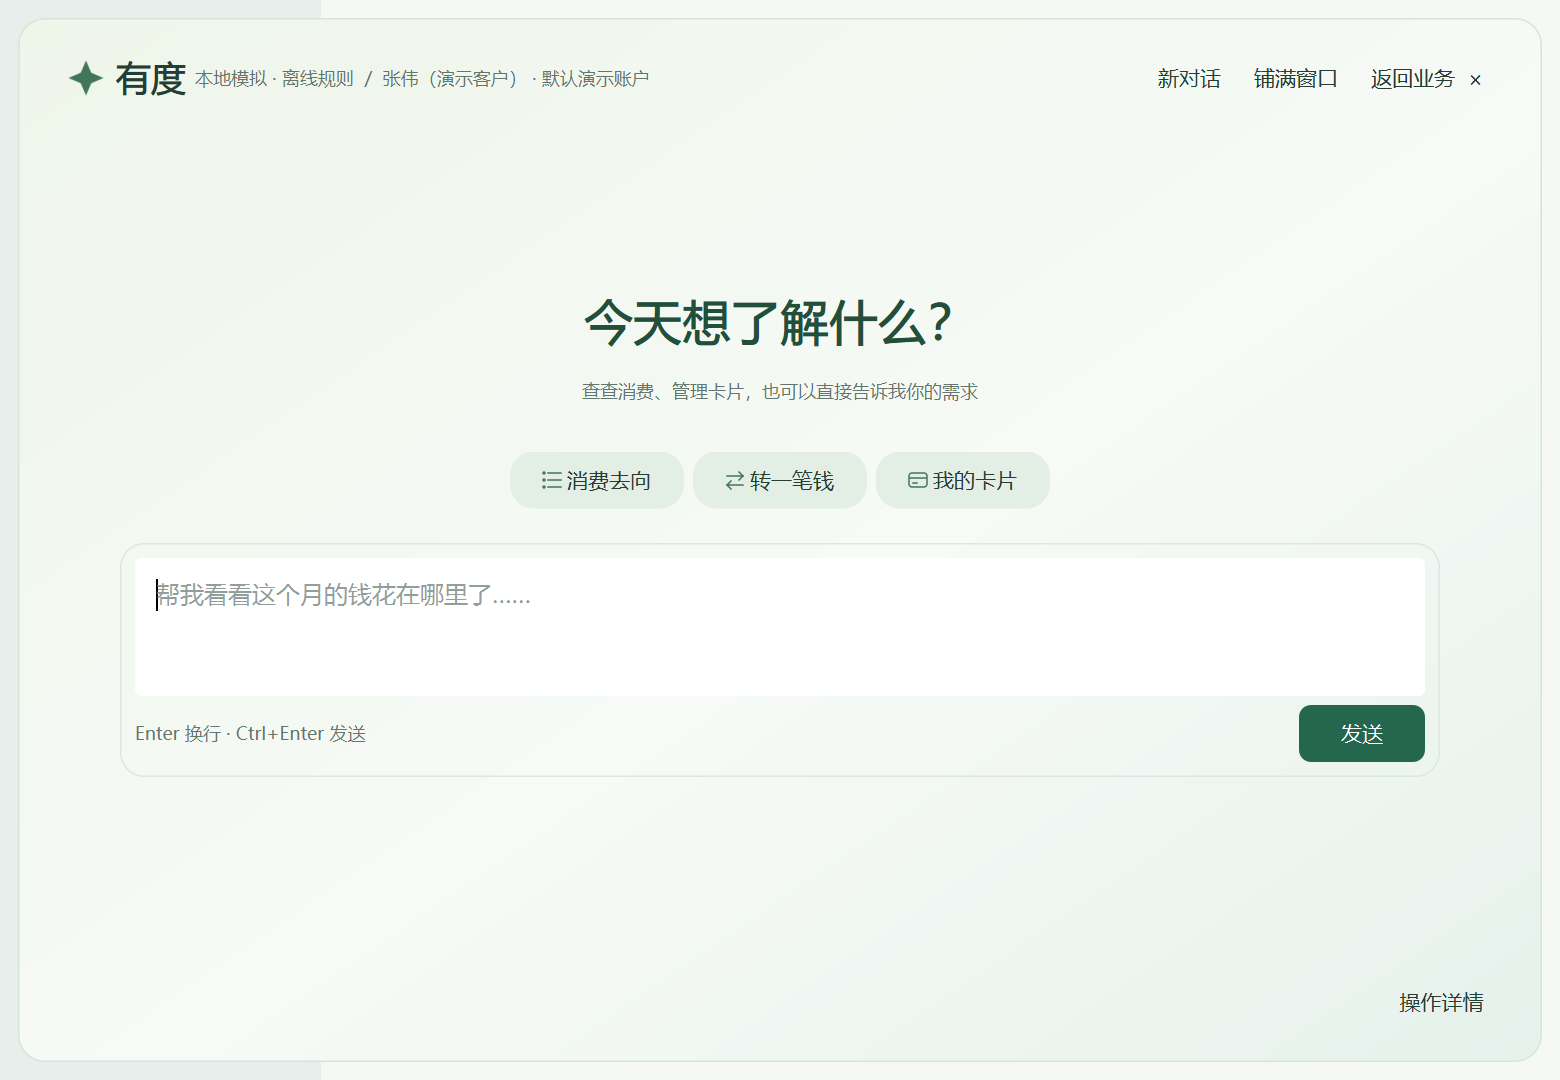 有度 本地模拟 · 离线规则 / 张伟（演示客户） · 默认演示账户
新对话 铺满窗口 返回业务 ×
今天想了解什么?
查查消费、管理卡片，也可以直接告诉我你的需求
消费去向 转一笔钱 我的卡片
帮我看看这个月的钱花在哪里了……
Enter 换行 · Ctrl+Enter 发送
发送
操作详情